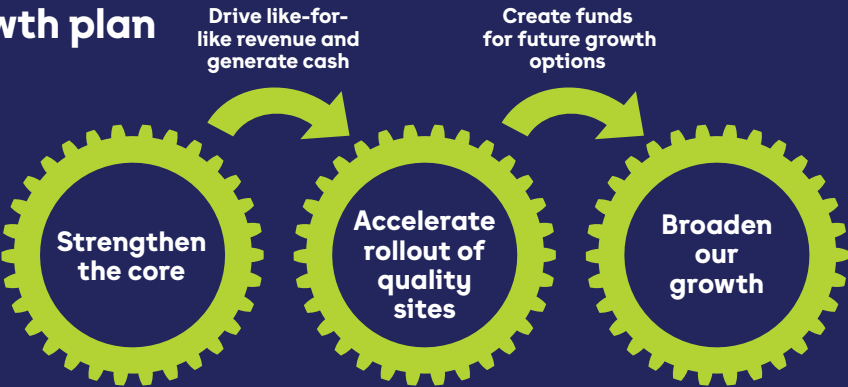 wth plan
Drive like-for-
like revenue and
generate cash
Create funds
for future growth
options
Strengthen
the core
Accelerate
rollout of
quality
sites
Broaden
our
growth